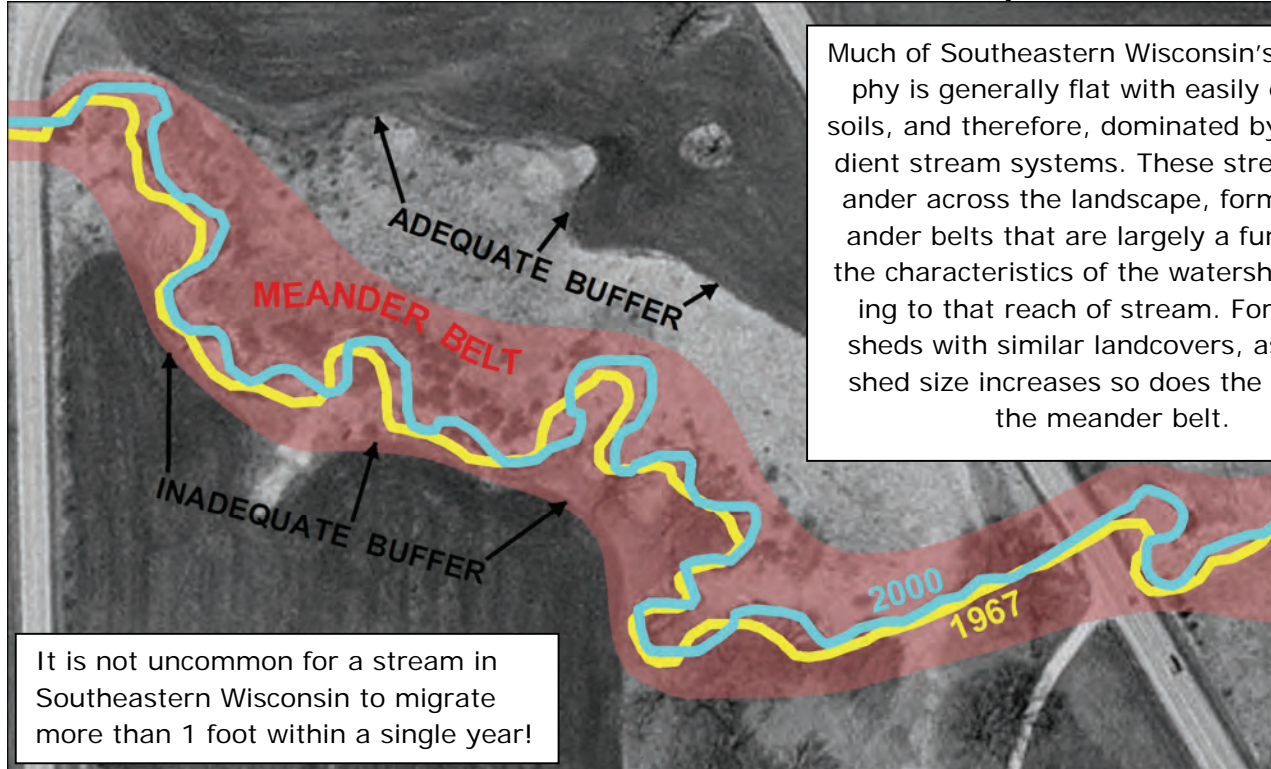 Much of Southeastern Wisconsin's
phy is generally flat with easily
soils, and therefore, dominated by
dient stream systems. These stre
ander across the landscape, form
ander belts that are largely a fu
the characteristics of the watersh
ing to that reach of stream. For
sheds with similar landcovers, as
shed size increases so does the
the meander belt.
ADEQUATE BUFFER
MEANDER BELT
INADEQUATE BUFFER
2000
1967
It is not uncommon for a stream in
Southeastern Wisconsin to migrate
more than 1 foot within a single year!